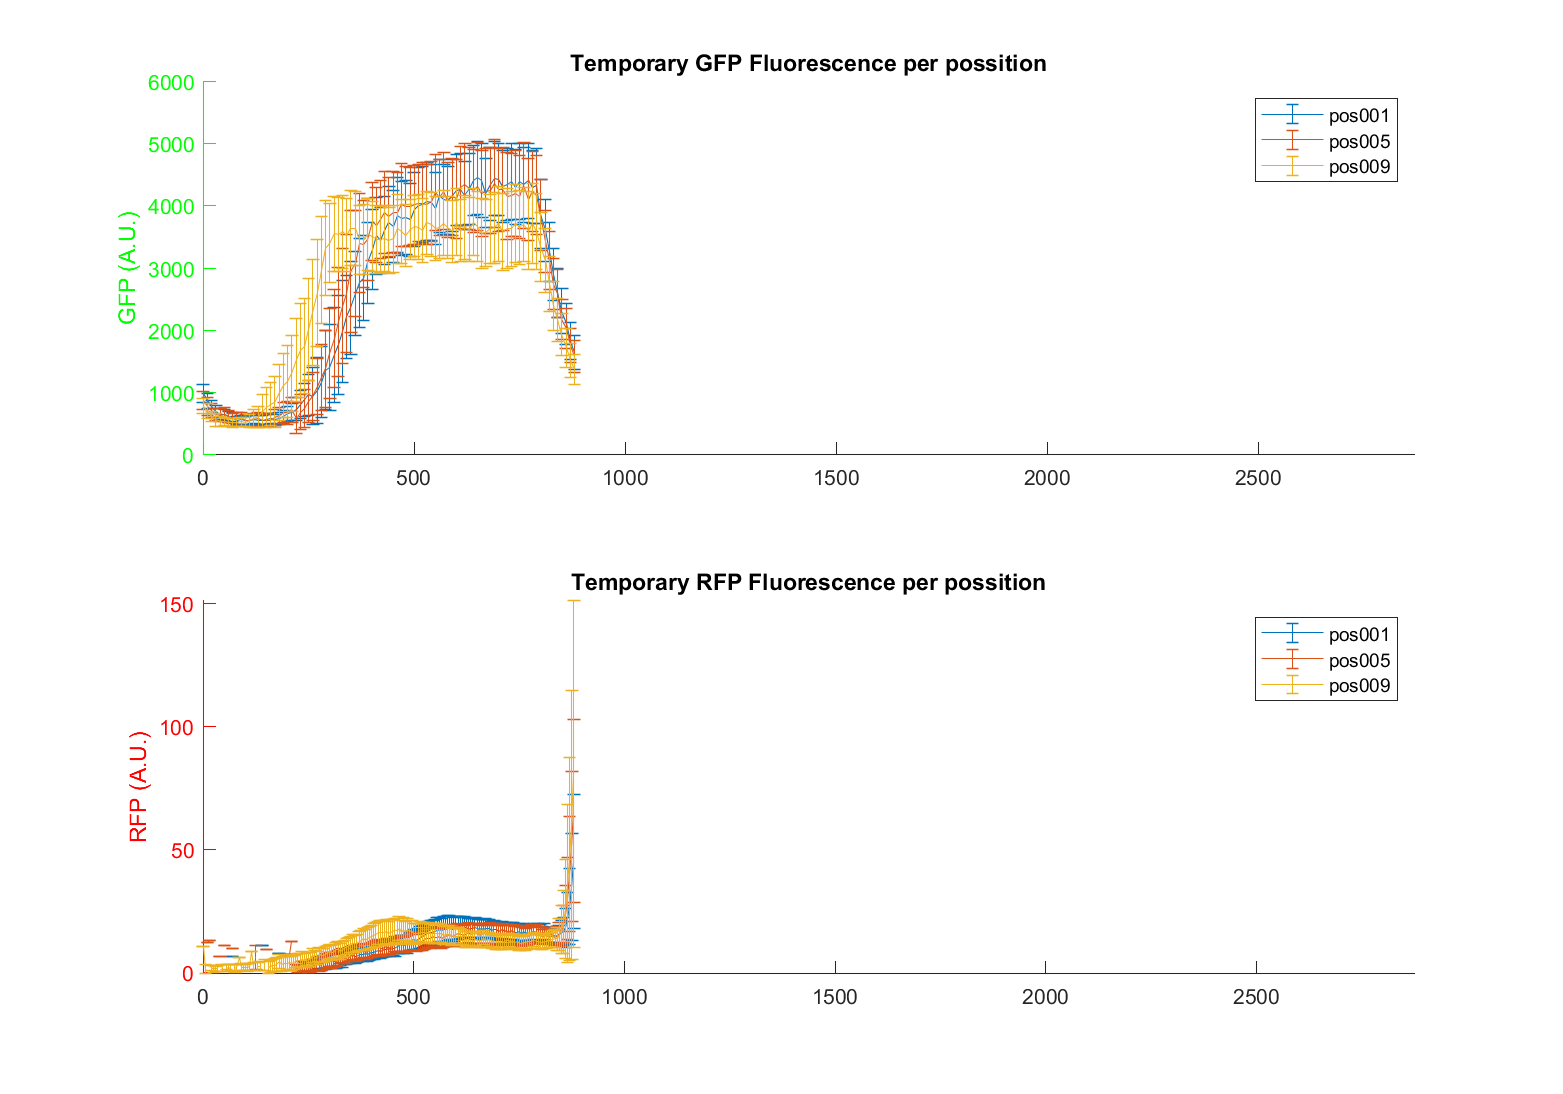 Temporary GFP Fluorescence per possition
6000
5000
4000
3000
2000
1000
0
GFP (A.U.)
pos001
pos005
pos009
0 500 1000 1500 2000 2500
Temporary RFP Fluorescence per possition
150
100
50
0
RFP (A.U.)
pos001
pos005
pos009
0 500 1000 1500 2000 2500